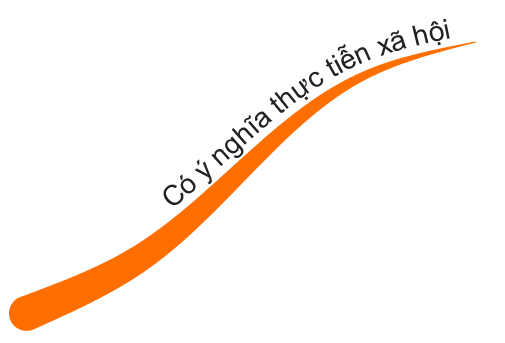 Có ý nghĩa thực tiễn xã hội